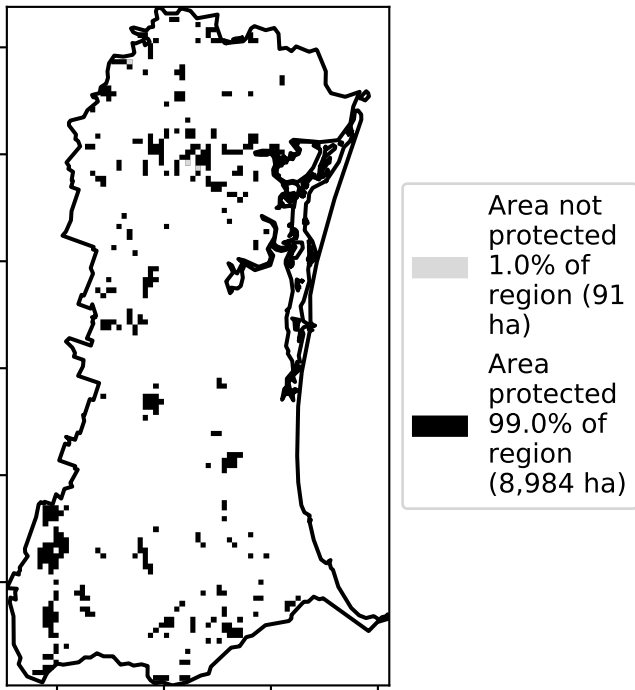 Area not
protected
1.0% of
region (91
ha)
Area
protected
99.0% of
region
(8,984 ha)